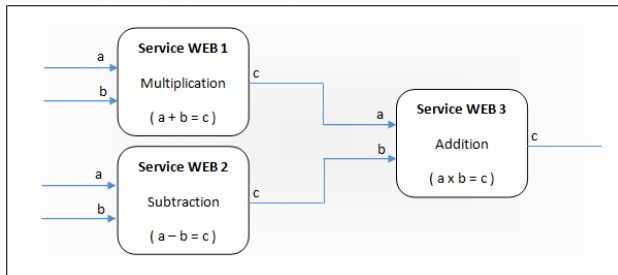 Service WEB 1
a
Multiplication
c
b
( a + b = c )
Service WEB 3
a
Addition
c
b
( a x b = c )
Service WEB 2
a
Subtraction
c
b
( a – b = c )